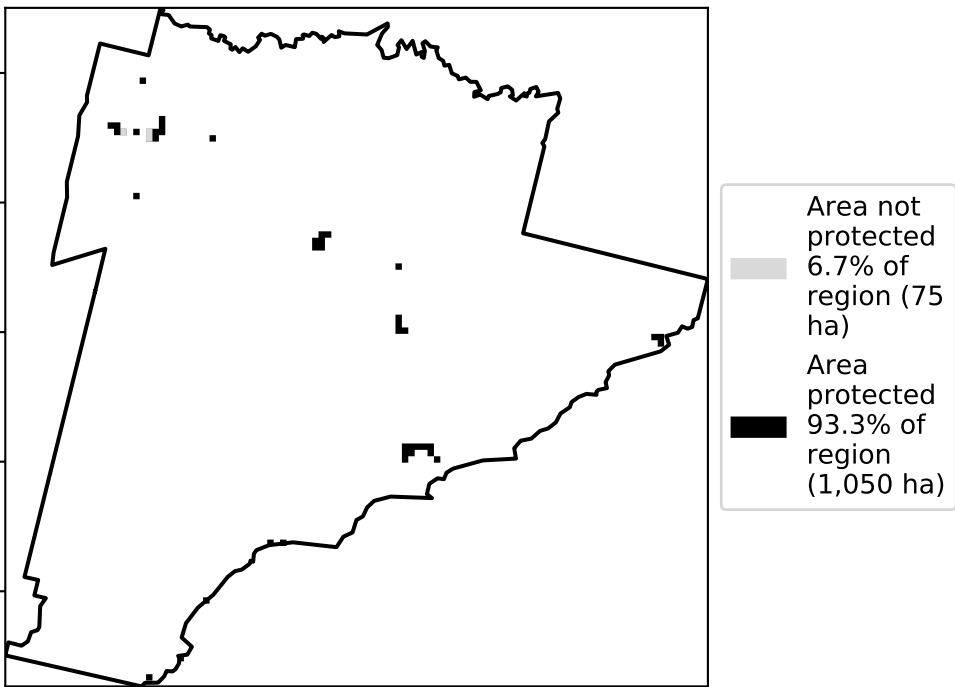 Area not
protected
6.7% of
region (75
ha)
Area
protected
93.3% of
region
(1,050 ha)